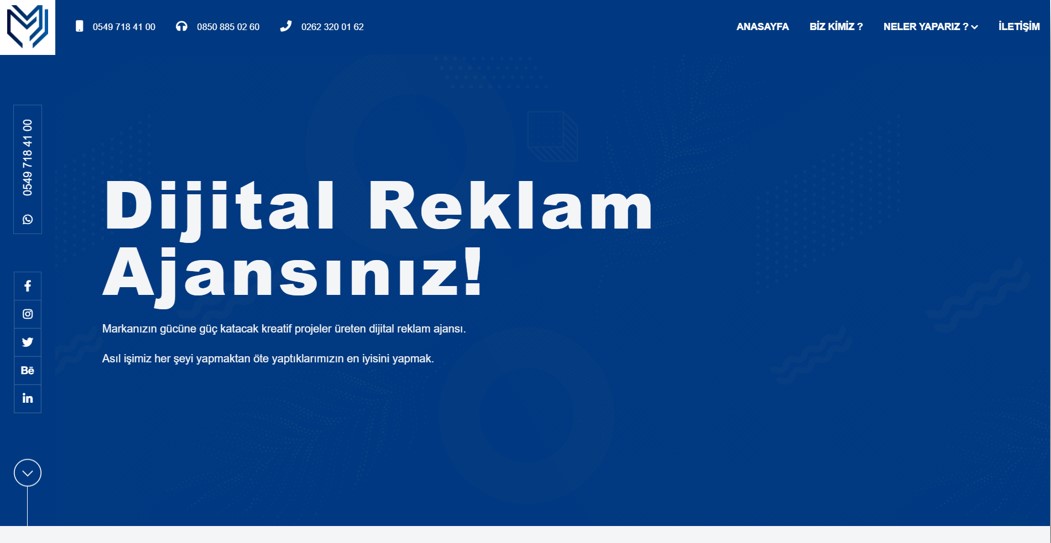 0549 718 41 00
0850 885 02 60
0262 320 01 62
ANASAYFA
BİZ KİMİZ ?
NELER YAPARIZ ?
İLETİŞİM
0549 718 41 00
Dijital Reklam
Ajansınız!
Markanızın gücüne güç katacak kreatif projeler üreten dijital reklam ajansı.
Asıl işimiz her şeyi yapmaktan öte yaptıklarımızın en iyisini yapmak.